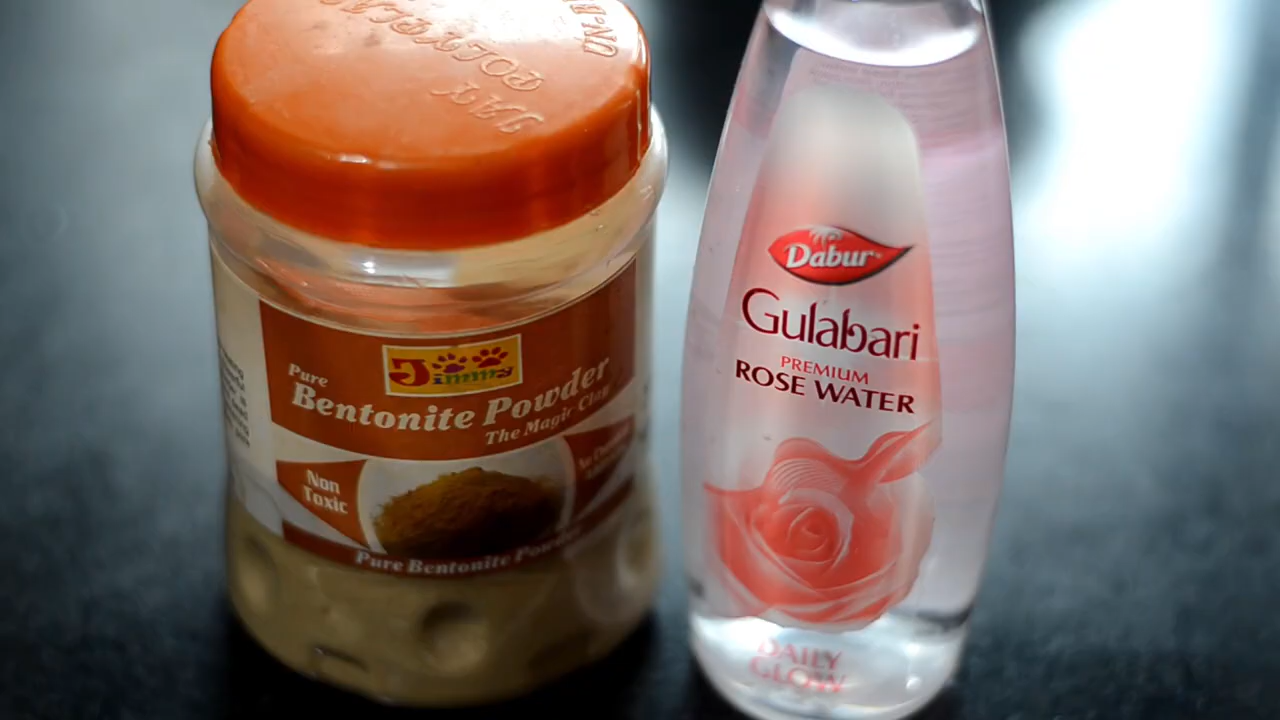 JAY
Jimmy
Pure
Bentonite Powder
The Magic Clay
Non
Toxic
Pure Bentonite Powder
Dabur
Gulabari
PREMIUM
ROSE WATER
DAILY
GLOW